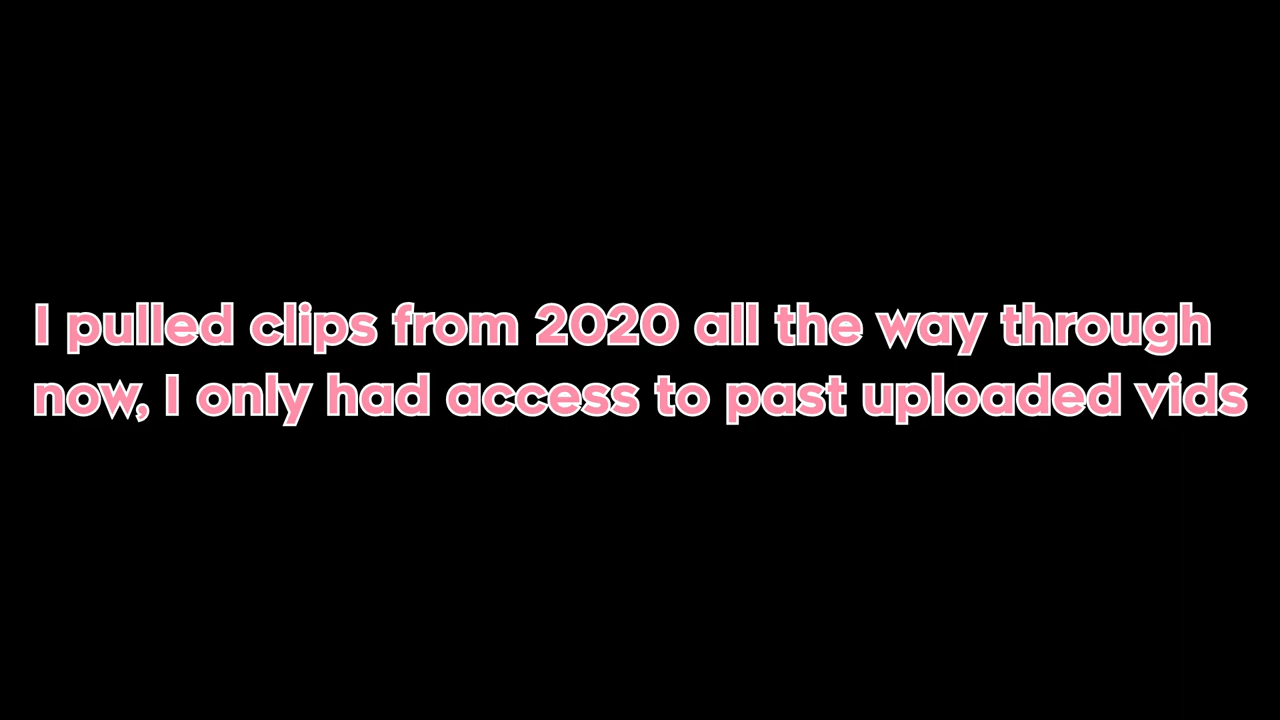 I pulled clips from 2020 all the way through
now, I only had access to past uploaded vids